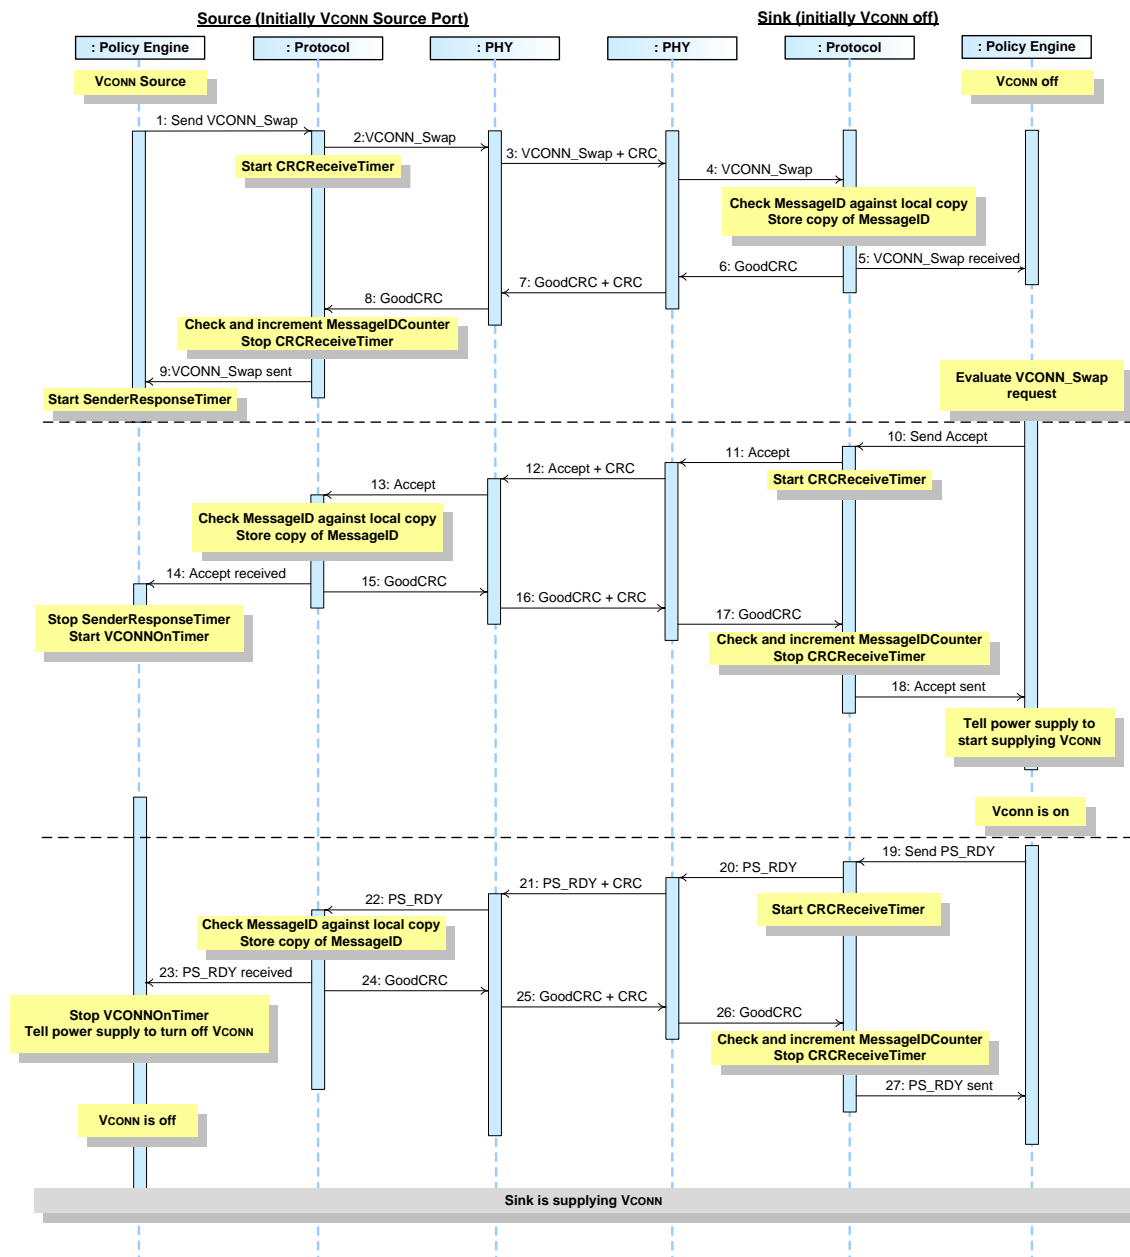 Source (Initially VCONN Source Port)
Sink (initially VCONN off)
: Policy Engine
: Protocol
: PHY
: PHY
: Protocol
: Policy Engine
VCONN Source
VCONN off
1: Send VCONN_Swap
2:VCONN_Swap
Start CRCReceiveTimer
3: VCONN_Swap + CRC
4: VCONN_Swap
Check MessageID against local copy
Store copy of MessageID
5: VCONN_Swap received
6: GoodCRC
7: GoodCRC + CRC
8: GoodCRC
Check and increment MessageIDCounter
Stop CRCReceiveTimer
9:VCONN_Swap sent
Start SenderResponseTimer
Evaluate VCONN_Swap
request
10: Send Accept
11: Accept
Start CRCReceiveTimer
12: Accept + CRC
13: Accept
Check MessageID against local copy
Store copy of MessageID
14: Accept received
15: GoodCRC
Stop SenderResponseTimer
Start VCONNOnTimer
16: GoodCRC + CRC
17: GoodCRC
Check and increment MessageIDCounter
Stop CRCReceiveTimer
18: Accept sent
Tell power supply to
start supplying VCONN
Vconn is on
19: Send PS_RDY
20: PS_RDY
Start CRCReceiveTimer
21: PS_RDY + CRC
22: PS_RDY
Check MessageID against local copy
Store copy of MessageID
23: PS_RDY received
24: GoodCRC
Stop VCONNOnTimer
Tell power supply to turn off VCONN
25: GoodCRC + CRC
26: GoodCRC
Check and increment MessageIDCounter
Stop CRCReceiveTimer
27: PS_RDY sent
VCONN is off
Sink is supplying VCONN